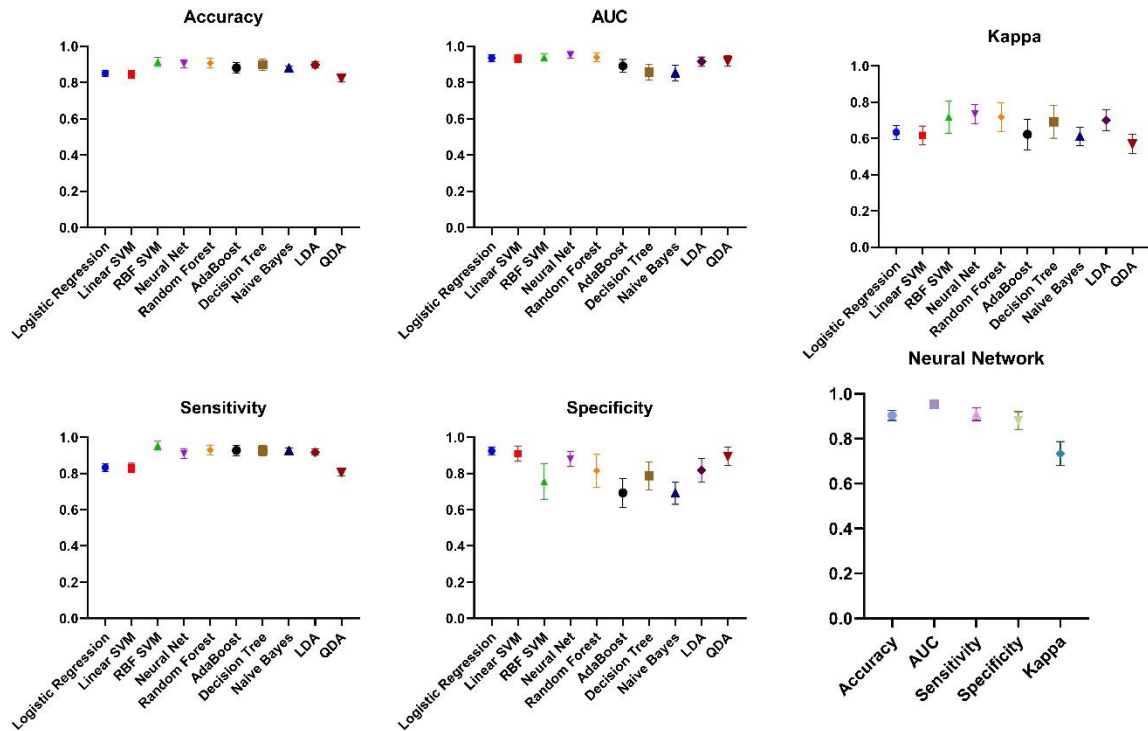 Accuracy
1.0
0.8
0.6
0.4
0.2
0.0
Logistic Regression
Linear SVM
RBF SVM
Neural Net
Random Forest
AdaBoost
Decision Tree
Naive Bayes
LDA
QDA
AUC
1.0
0.8
0.6
0.4
0.2
0.0
Logistic Regression
Linear SVM
RBF SVM
Neural Net
Random Forest
AdaBoost
Decision Tree
Naive Bayes
LDA
QDA
Kappa
1.0
0.8
0.6
0.4
0.2
0.0
Logistic Regression
Linear SVM
RBF SVM
Neural Net
Random Forest
AdaBoost
Decision Tree
Naive Bayes
LDA
QDA
Sensitivity
1.0
0.8
0.6
0.4
0.2
0.0
Logistic Regression
Linear SVM
RBF SVM
Neural Net
Random Forest
AdaBoost
Decision Tree
Naive Bayes
LDA
QDA
Specificity
1.0
0.8
0.6
0.4
0.2
0.0
Logistic Regression
Linear SVM
RBF SVM
Neural Net
Random Forest
AdaBoost
Decision Tree
Naive Bayes
LDA
QDA
Neural Network
1.0
0.8
0.6
0.4
0.2
0.0
Accuracy
AUC
Sensitivity
Specificity
Kappa